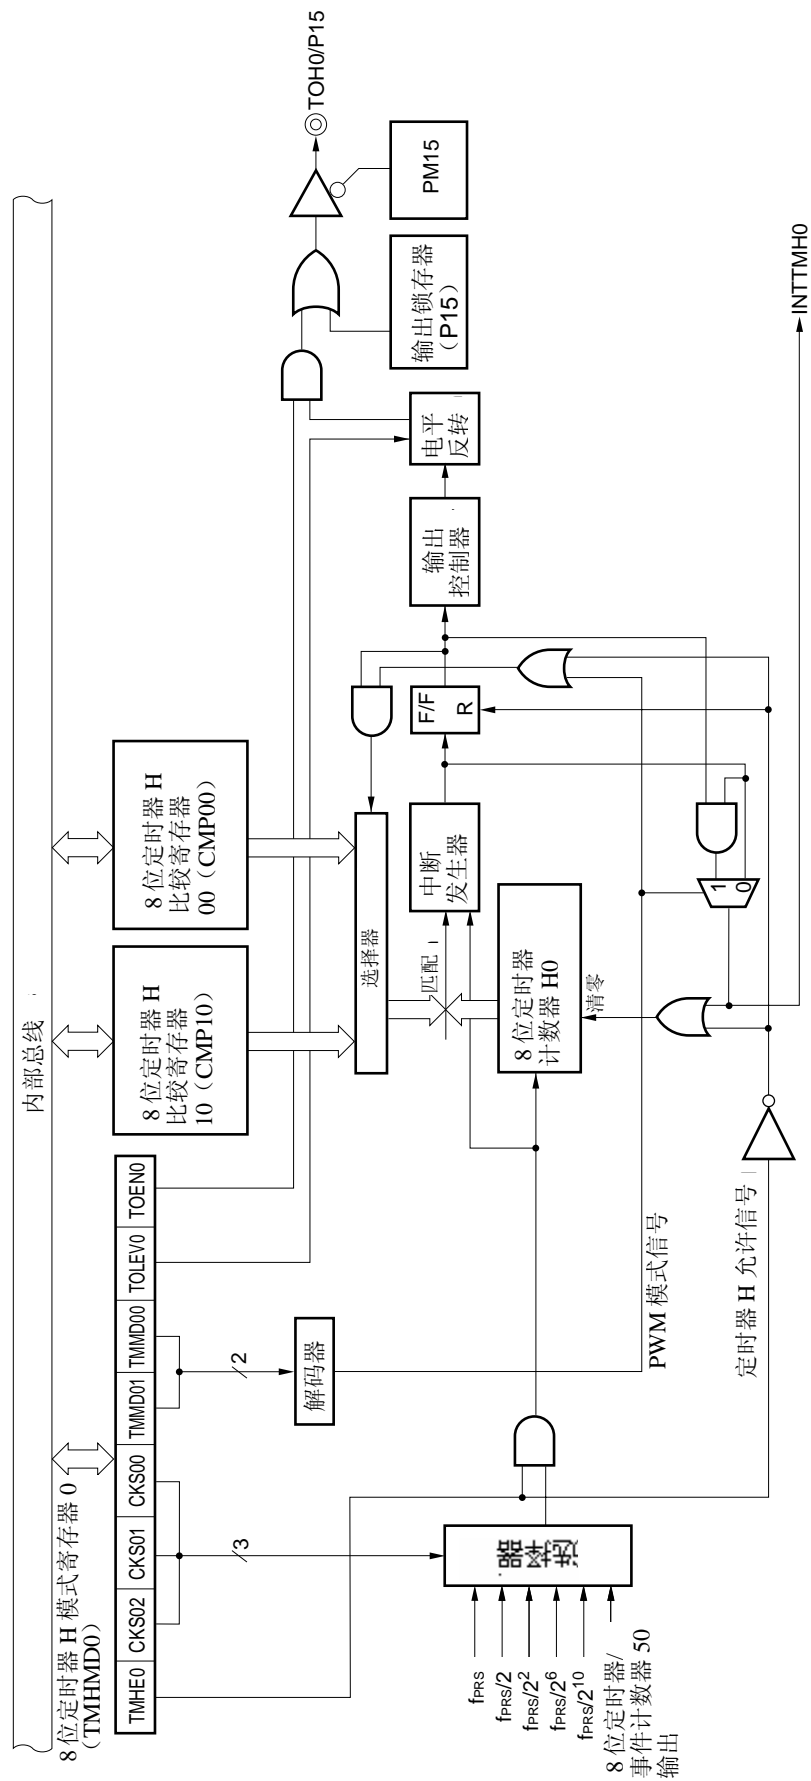 内部总线
8 位定时器 H 模式寄存器 0
(TMHMD0)
TMHE0
CKS02
CKS01
CKS00
TMMD01
TMMD00
TOLEV0
TOEN0
8 位定时器 H
比较寄存器
10（CMP10）
8 位定时器 H
比较寄存器
00（CMP00）
3
2
解码器
选择器
TOH0/P15
PM15
输出锁存器
（P15）
电平
反转
输出
控制器
F/F
R
中断
发生器
匹配
8 位定时器
计数器 H0
清零
1
0
INTTMH0
PWM 模式信号
定时器 H 允许信号
选择器
fPRS
fPRS/2
fPRS/2²
fPRS/2⁶
fPRS/2¹⁰
8 位定时器/
事件计数器 50
输出